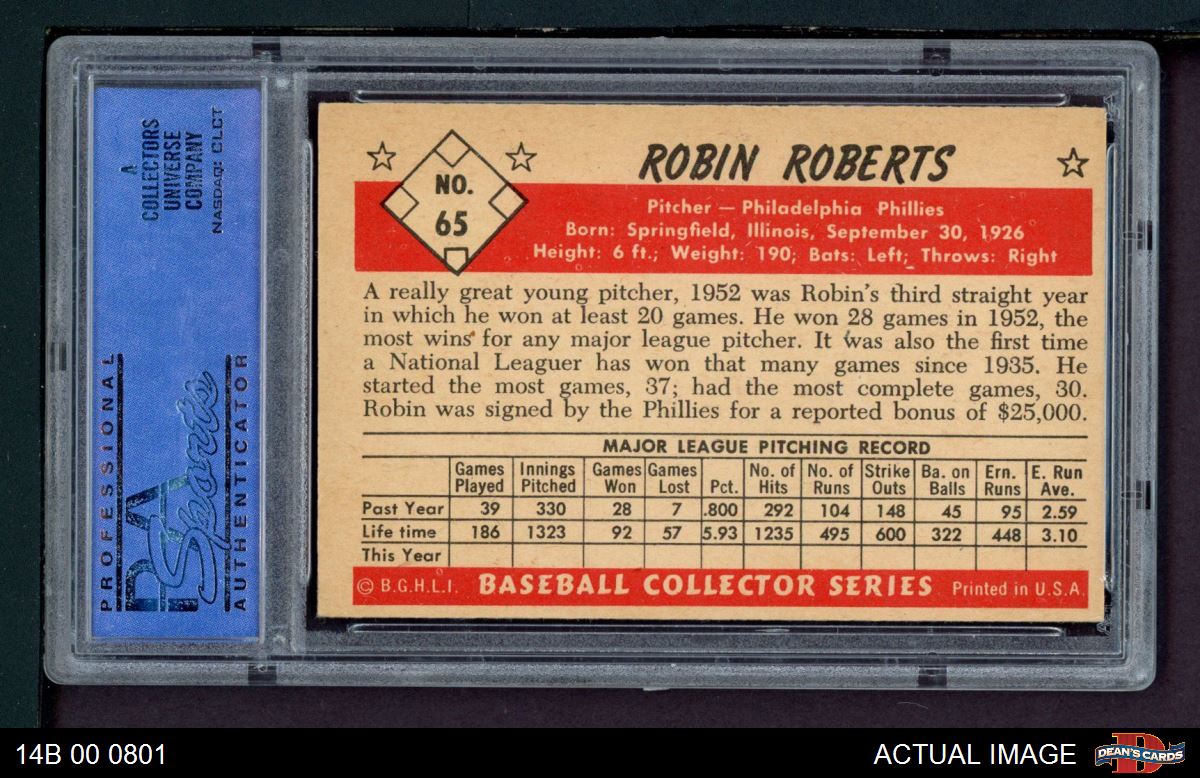 A
COLLECTORS
UNIVERSE
COMPANY
NASDAQ: CLCT
PROFESSIONAL
PSA
Sports
AUTHENTICATOR
NO.
65
ROBIN ROBERTS
Pitcher — Philadelphia Phillies
Born: Springfield, Illinois, September 30, 1926
Height: 6 ft.; Weight: 190; Bats: Left; Throws: Right
A really great young pitcher, 1952 was Robin's third straight year
in which he won at least 20 games. He won 28 games in 1952, the
most wins for any major league pitcher. It was also the first time
a National Leaguer has won that many games since 1935. He
started the most games, 37; had the most complete games, 30.
Robin was signed by the Phillies for a reported bonus of $25,000.
MAJOR LEAGUE PITCHING RECORD
Games Played Innings Pitched Games Won Games Lost Pct. No. of Hits No. of Runs Strike Outs Ba. on Balls Ern. Runs E. Run Ave.
Past Year 39 330 28 7 .800 292 104 148 45 95 2.59
Life time 186 1323 92 57 5.93 1235 495 600 322 448 3.10
This Year
© B.G.H.L.I. BASEBALL COLLECTOR SERIES Printed in U.S.A.
14B 00 0801
ACTUAL IMAGE
DEAN'S CARDS